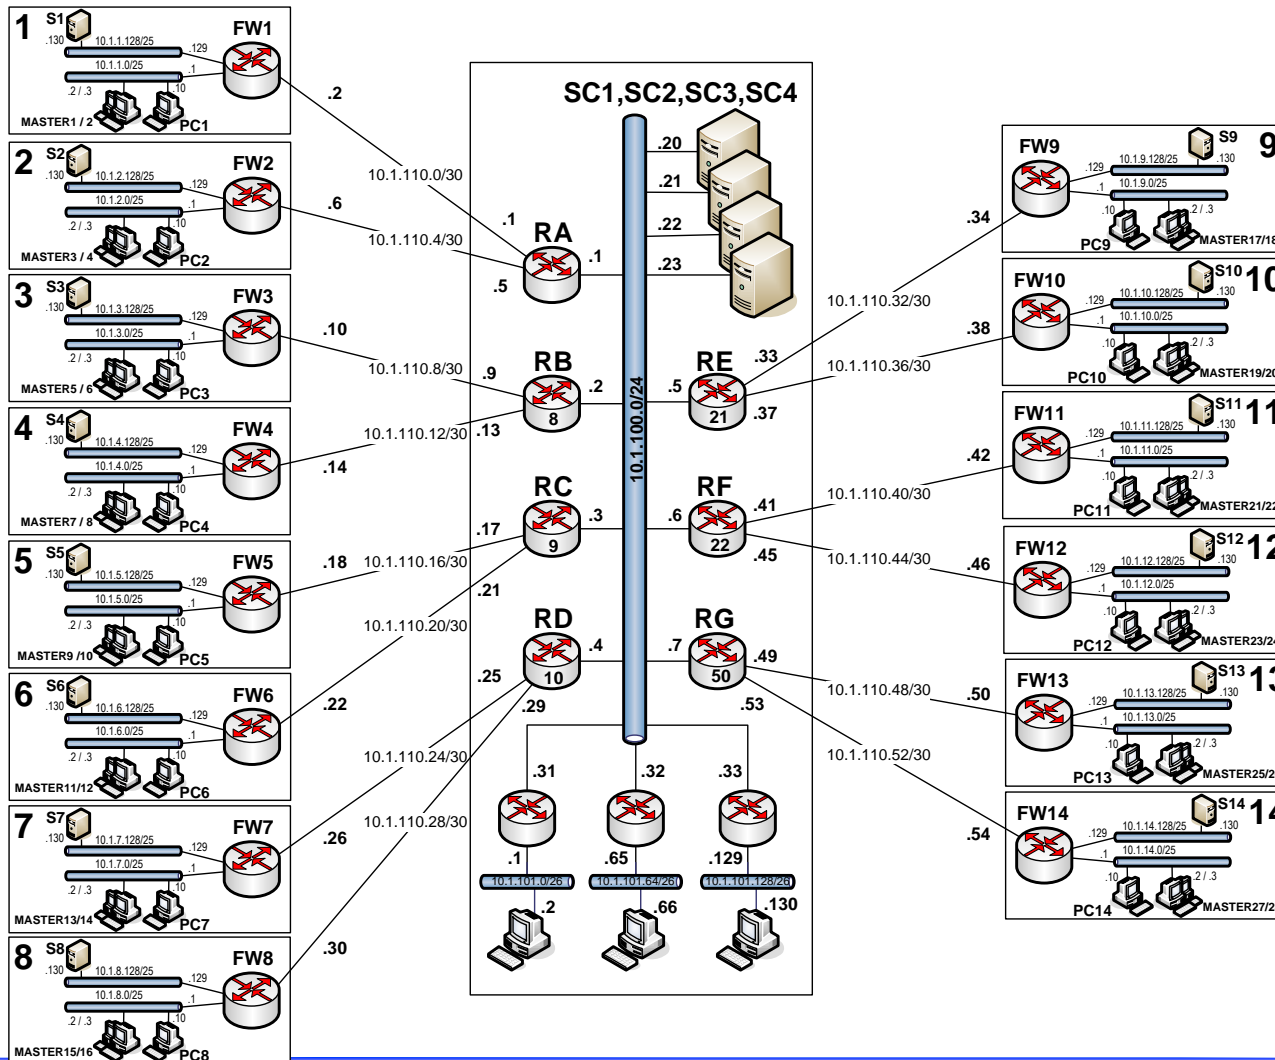 1
S1
.130
10.1.1.128/25
.129
10.1.1.0/25
.1
.2 / .3
.10
MASTER1 / 2
PC1
FW1
2
S2
.130
10.1.2.128/25
.129
10.1.2.0/25
.1
.2 / .3
.10
MASTER3 / 4
PC2
FW2
3
S3
.130
10.1.3.128/25
.129
10.1.3.0/25
.1
.2 / .3
.10
MASTER5 / 6
PC3
FW3
4
S4
.130
10.1.4.128/25
.129
10.1.4.0/25
.1
.2 / .3
.10
MASTER7 / 8
PC4
FW4
5
S5
.130
10.1.5.128/25
.129
10.1.5.0/25
.1
.2 / .3
.10
MASTER9 /10
PC5
FW5
6
S6
.130
10.1.6.128/25
.129
10.1.6.0/25
.1
.2 / .3
.10
MASTER11/12
PC6
FW6
7
S7
.130
10.1.7.128/25
.129
10.1.7.0/25
.1
.2 / .3
.10
MASTER13/14
PC7
FW7
8
S8
.130
10.1.8.128/25
.129
10.1.8.0/25
.1
.2 / .3
.10
MASTER15/16
PC8
FW8
.2
10.1.110.0/30
.1
.6
10.1.110.4/30
.5
.10
10.1.110.8/30
.9
.14
10.1.110.12/30
.13
.18
10.1.110.16/30
.17
.22
10.1.110.20/30
.21
.26
10.1.110.24/30
.25
.30
10.1.110.28/30
.29
SC1,SC2,SC3,SC4
.20
.21
.22
.23
10.1.100.0/24
RA
.1
RB
8
.2
RC
9
.3
RD
10
.4
RE
21
.5
RF
22
.6
RG
50
.7
.31
.32
.33
.1
.65
.129
10.1.101.0/26
10.1.101.64/26
10.1.101.128/26
.2
.66
.130
.33
10.1.110.32/30
.34
.37
10.1.110.36/30
.38
.41
10.1.110.40/30
.42
.45
10.1.110.44/30
.46
.49
10.1.110.48/30
.50
.53
10.1.110.52/30
.54
FW9
S9
9
.130
10.1.9.128/25
.129
10.1.9.0/25
.1
.10
.2 / .3
PC9
MASTER17/18
FW10
S10
10
.130
10.1.10.128/25
.129
10.1.10.0/25
.1
.10
.2 / .3
PC10
MASTER19/20
FW11
S11
11
.130
10.1.11.128/25
.129
10.1.11.0/25
.1
.10
.2 / .3
PC11
MASTER21/22
FW12
S12
12
.130
10.1.12.128/25
.129
10.1.12.0/25
.1
.10
.2 / .3
PC12
MASTER23/24
FW13
S13
13
.130
10.1.13.128/25
.129
10.1.13.0/25
.1
.10
.2 / .3
PC13
MASTER25/2
FW14
S14
14
.130
10.1.14.128/25
.129
10.1.14.0/25
.1
.10
.2 / .3
PC14
MASTER27/2